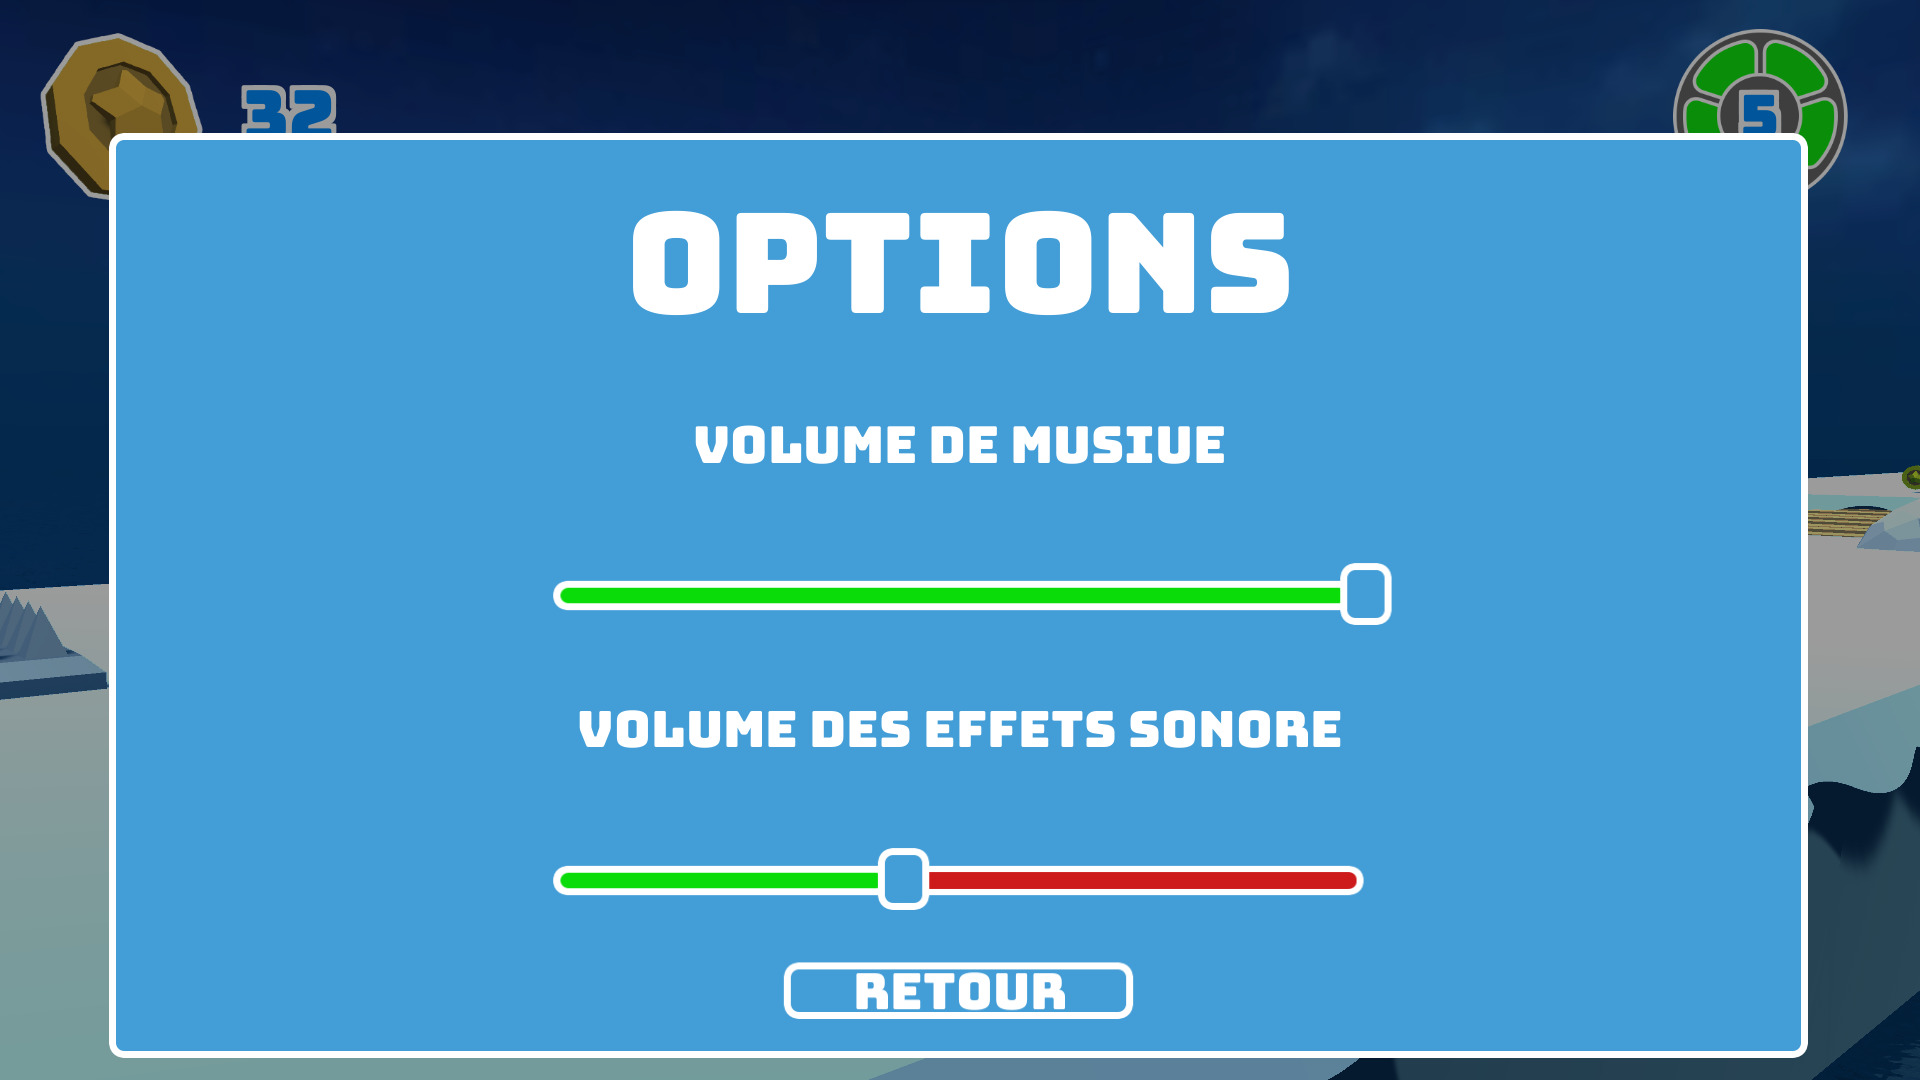 32
5
OPTIONS
VOLUME DE MUSIUE
VOLUME DES EFFETS SONORE
RETOUR